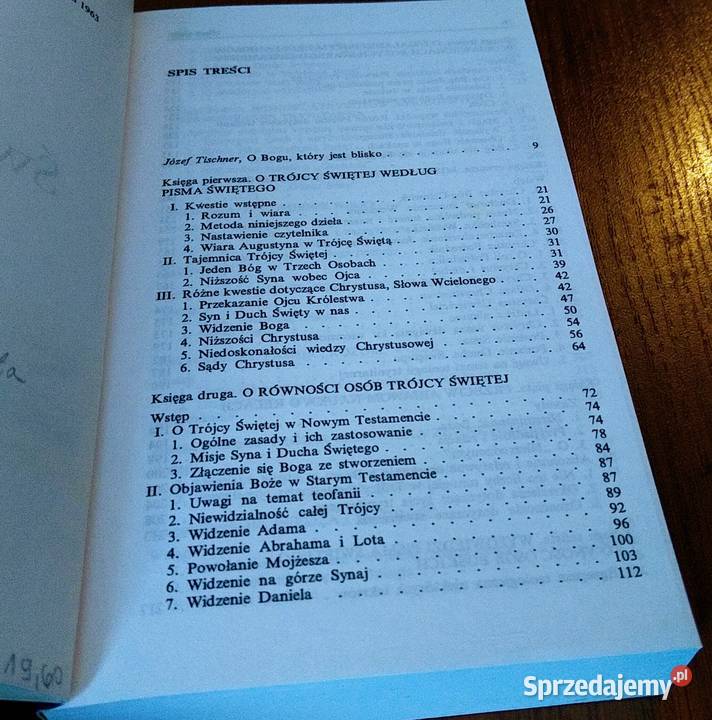 1963
SPIS TREŚCI
Józef Tischner, O Bogu, który jest blisko . . . . . . . . 9
Księga pierwsza. O TRÓJCY ŚWIĘTEJ WEDŁUG
PISMA ŚWIĘTEGO
I. Kwestie wstępne . . . . . . . . 21
1. Rozum i wiara . . . . . . . . 21
2. Metoda niniejszego dzieła . . . . . . . . 26
3. Nastawienie czytelnika . . . . . . . . 27
4. Wiara Augustyna w Trójcę Świętą . . . . . . . . 30
II. Tajemnica Trójcy Świętej . . . . . . . . 31
1. Jeden Bóg w Trzech Osobach . . . . . . . . 31
2. Niższość Syna wobec Ojca . . . . . . . . 39
III. Różne kwestie dotyczące Chrystusa, Słowa Wcielonego . . 42
1. Przekazanie Ojcu Królestwa . . . . . . . . 42
2. Syn i Duch Święty w nas . . . . . . . . 47
3. Widzenie Boga . . . . . . . . 50
4. Niższości Chrystusa . . . . . . . . 54
5. Niedoskonałości wiedzy Chrystusowej . . . . . . . . 56
6. Sądy Chrystusa . . . . . . . . 64
Księga druga. O RÓWNOŚCI OSÓB TRÓJCY ŚWIĘTEJ
Wstęp . . . . . . . . 72
I. O Trójcy Świętej w Nowym Testamencie . . . . . . . . 74
1. Ogólne zasady i ich zastosowanie . . . . . . . . 74
2. Misje Syna i Ducha Świętego . . . . . . . . 78
3. Złączenie się Boga ze stworzeniem . . . . . . . . 84
II. Objawienia Boże w Starym Testamencie . . . . . . . . 87
1. Uwagi na temat teofanii . . . . . . . . 87
2. Niewidzialność całej Trójcy . . . . . . . . 89
3. Widzenie Adama . . . . . . . . 92
4. Widzenie Abrahama i Lota . . . . . . . . 96
5. Powołanie Mojżesza . . . . . . . . 100
6. Widzenie na górze Synaj . . . . . . . . 103
7. Widzenie Daniela . . . . . . . . 112
Sprzedajemy.pl